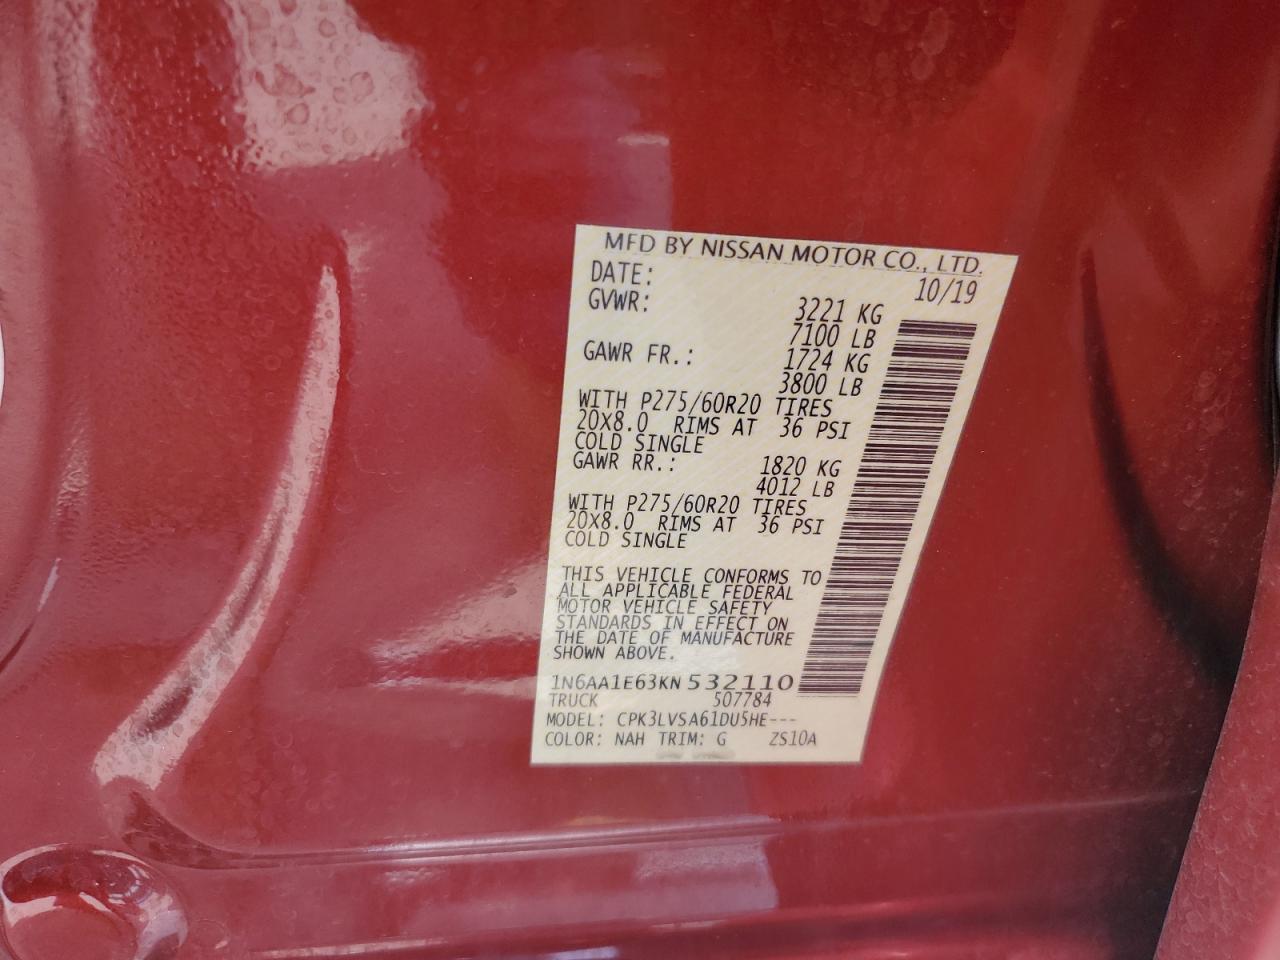 MFD BY NISSAN MOTOR CO., LTD.
DATE: 10/19
GVWR: 3221 KG
7100 LB
GAWR FR.: 1724 KG
3800 LB
WITH P275/60R20 TIRES
20X8.0 RIMS AT 36 PSI
COLD SINGLE
GAWR RR.: 1820 KG
4012 LB
WITH P275/60R20 TIRES
20X8.0 RIMS AT 36 PSI
COLD SINGLE
THIS VEHICLE CONFORMS TO
ALL APPLICABLE FEDERAL
MOTOR VEHICLE SAFETY
STANDARDS IN EFFECT ON
THE DATE OF MANUFACTURE
SHOWN ABOVE.
1N6AA1E63KN532110
TRUCK 507784
MODEL: CPK3LVSA61DU5HE---
COLOR: NAH TRIM: G ZS10A